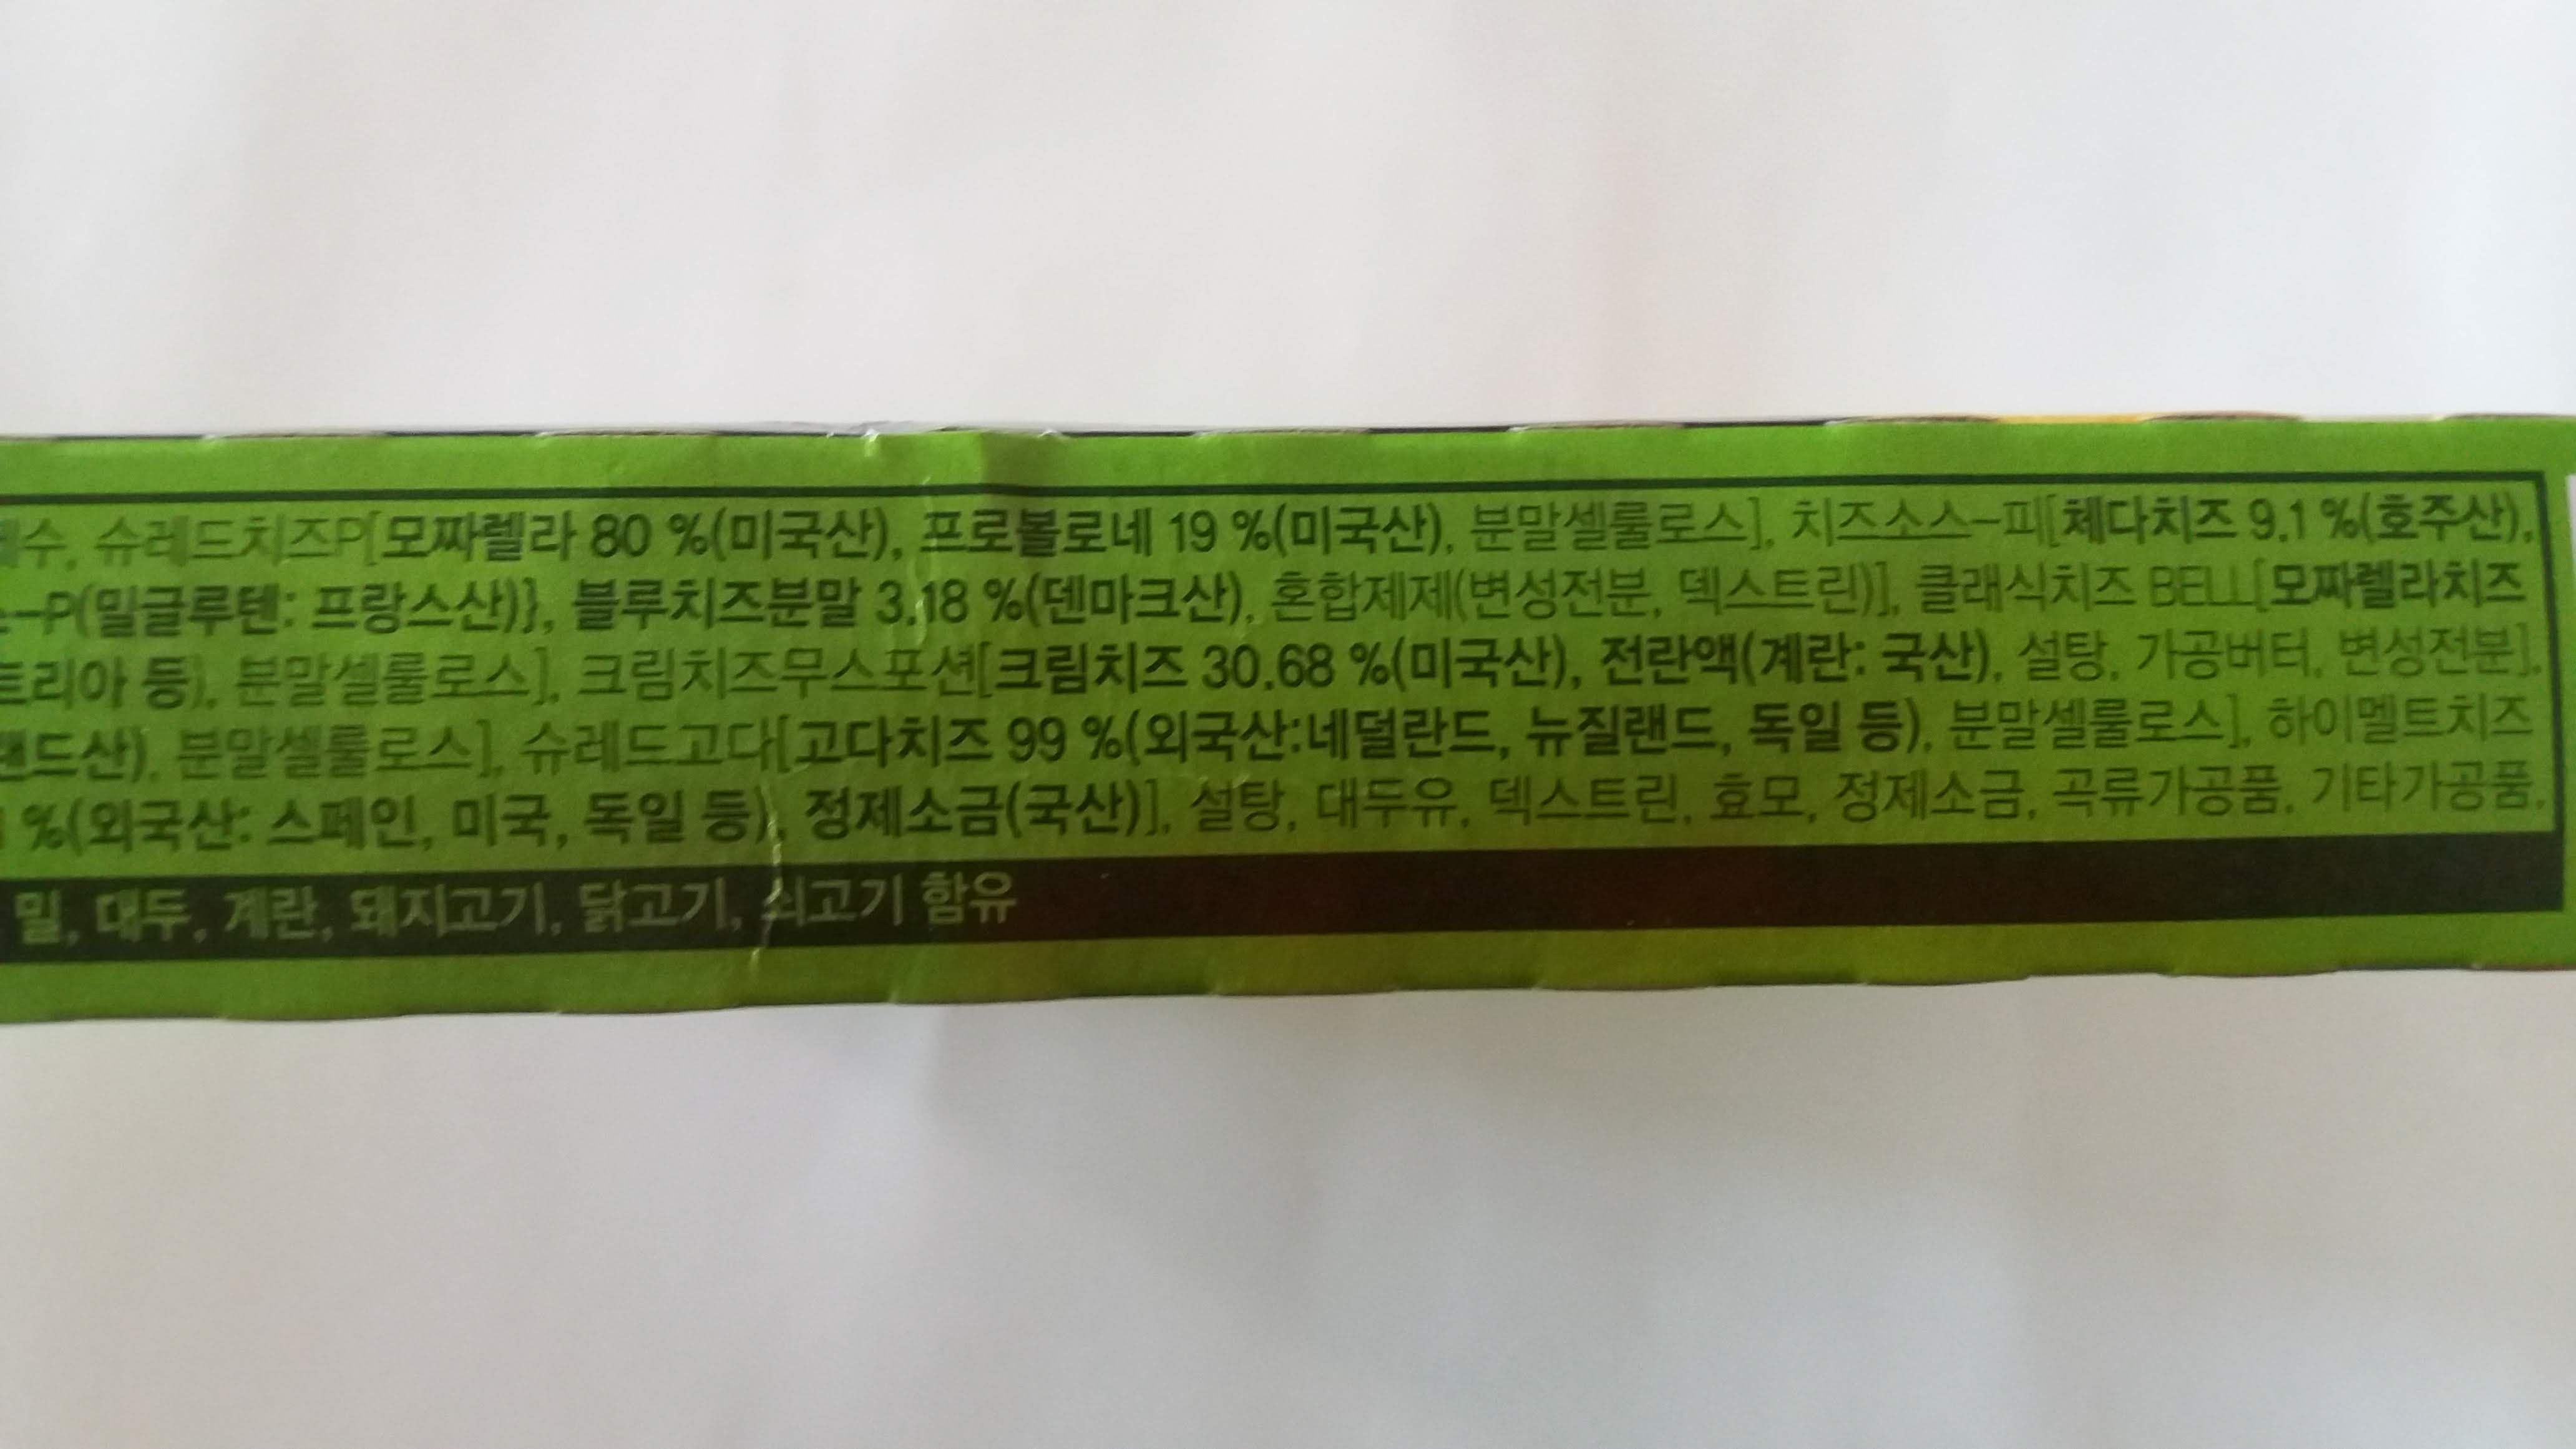 수, 슈레드치즈P[모짜렐라 80 %(미국산), 프로볼로네 19 %(미국산), 분말셀룰로스], 치즈소스-피[체다치즈 9.1 %(호주산),
-P(밀글루텐: 프랑스산)}, 블루치즈분말 3.18 %(덴마크산), 혼합제제(변성전분, 덱스트린)], 클래식치즈 BELL[모짜렐라치즈
트리아 등), 분말셀룰로스], 크림치즈무스포션[크림치즈 30.68 %(미국산), 전란액(계란: 국산), 설탕, 가공버터, 변성전분],
랜드산), 분말셀룰로스], 슈레드고다[고다치즈 99 %(외국산:네덜란드, 뉴질랜드, 독일 등), 분말셀룰로스], 하이멜트치즈
%(외국산: 스페인, 미국, 독일 등), 정제소금(국산)], 설탕, 대두유, 덱스트린, 효모, 정제소금, 곡류가공품, 기타가공품,
밀, 대두, 계란, 돼지고기, 닭고기, 쇠고기 함유